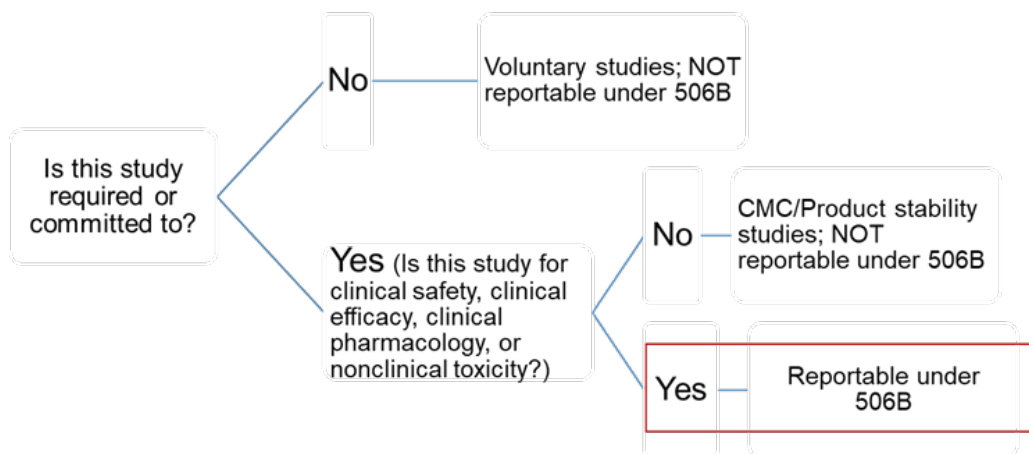 Is this study
required or
committed to?
No
Voluntary studies; NOT
reportable under 506B
Yes (Is this study for
clinical safety, clinical
efficacy, clinical
pharmacology, or
nonclinical toxicity?)
No
CMC/Product stability
studies; NOT
reportable under 506B
Yes
Reportable under
506B